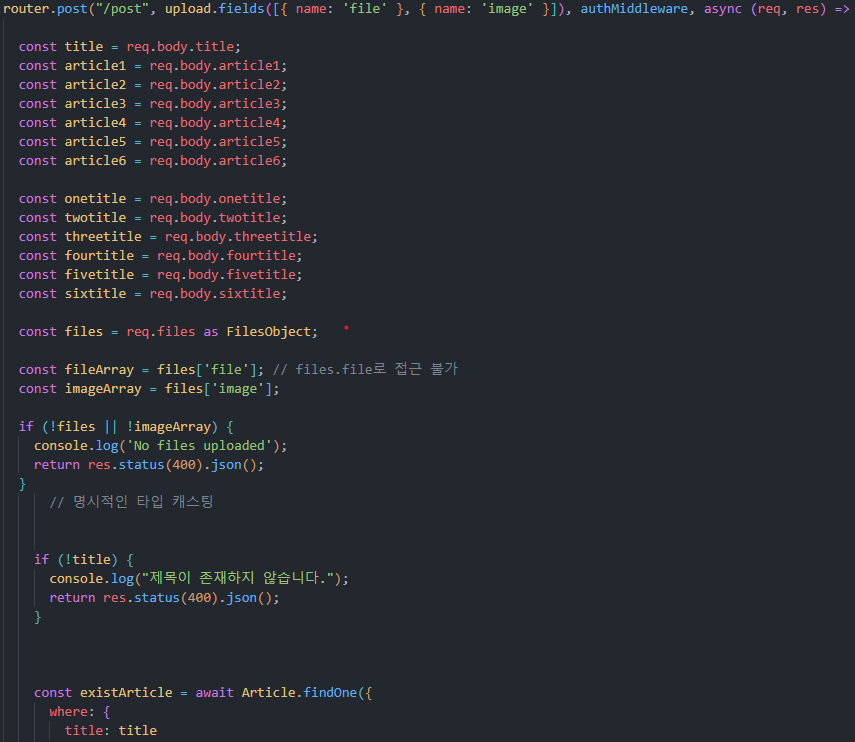 router.post("/post", upload.fields([{ name: 'file' }, { name: 'image' }]), authMiddleware, async (req, res) =>
const title = req.body.title;
const article1 = req.body.article1;
const article2 = req.body.article2;
const article3 = req.body.article3;
const article4 = req.body.article4;
const article5 = req.body.article5;
const article6 = req.body.article6;
const onetitle = req.body.onetitle;
const twotitle = req.body.twotitle;
const threetitle = req.body.threetitle;
const fourtitle = req.body.fourtitle;
const fivetitle = req.body.fivetitle;
const sixtitle = req.body.sixtitle;
const files = req.files as FilesObject;
const fileArray = files['file']; // files.file로 접근 불가
const imageArray = files['image'];
if (!files || !imageArray) {
console.log('No files uploaded');
return res.status(400).json();
}
// 명시적인 타입 캐스팅
if (!title) {
console.log("제목이 존재하지 않습니다.");
return res.status(400).json();
}
const existArticle = await Article.findOne({
where: {
title: title